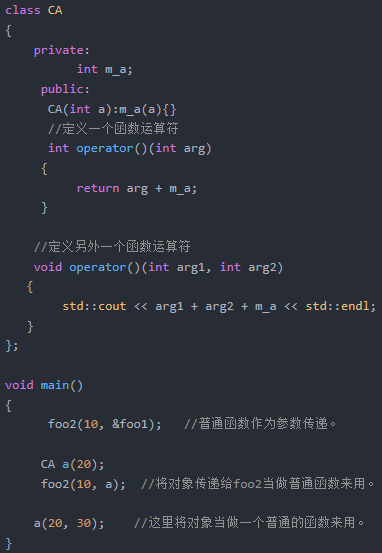 class CA
{
private:
int m_a;
public:
CA(int a):m_a(a){}
//定义一个函数运算符
int operator()(int arg)
{
return arg + m_a;
}
//定义另外一个函数运算符
void operator()(int arg1, int arg2)
{
std::cout << arg1 + arg2 + m_a << std::endl;
}
};
void main()
{
foo2(10, &foo1); //普通函数作为参数传递。
CA a(20);
foo2(10, a); //将对象传递给foo2当做普通函数来用。
a(20, 30); //这里将对象当做一个普通的函数来用。
}